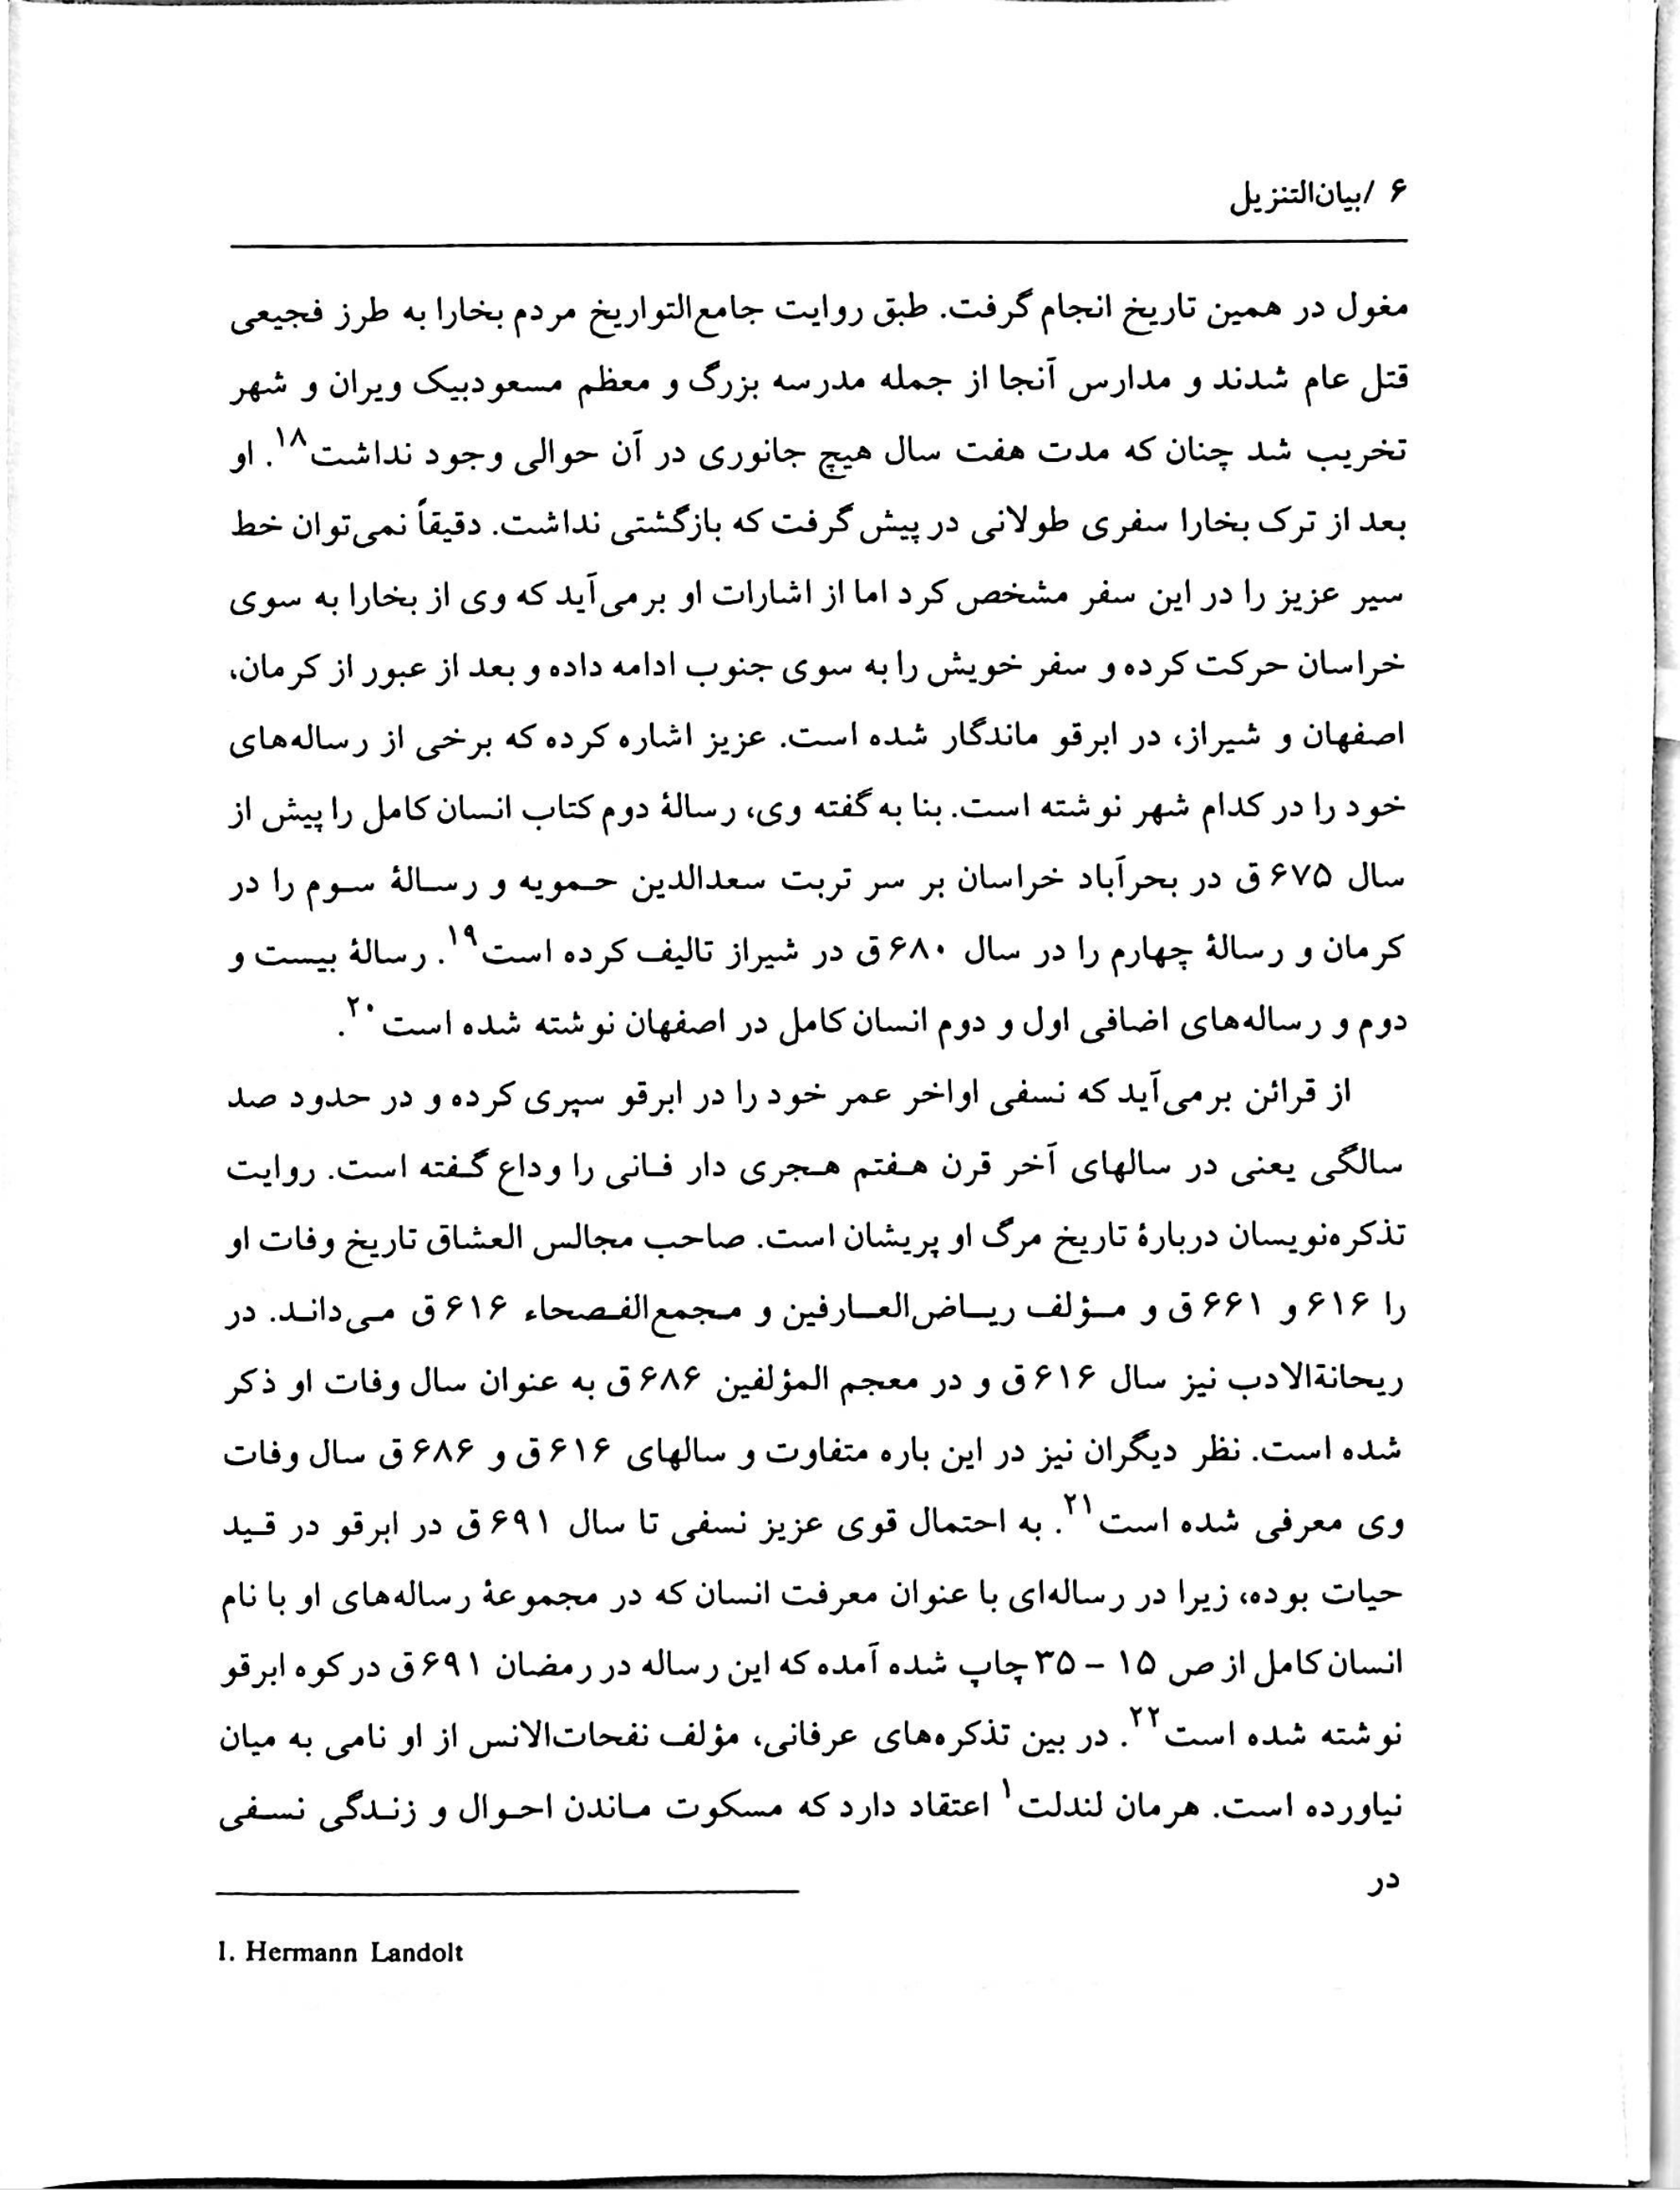 ۶ / بیان‌التنزیل
مغول در همین تاریخ انجام گرفت. طبق روایت جامع‌التواریخ مردم بخارا به طرز فجیعی
قتل عام شدند و مدارس آنجا از جمله مدرسه بزرگ و معظم مسعودبیک ویران و شهر
تخریب شد چنان که مدت هفت سال هیچ جانوری در آن حوالی وجود نداشت۱۸. او
بعد از ترک بخارا سفری طولانی در پیش گرفت که بازگشتی نداشت. دقیقاً نمی‌توان خط
سیر عزیز را در این سفر مشخص کرد اما از اشارات او برمی‌آید که وی از بخارا به سوی
خراسان حرکت کرده و سفر خویش را به سوی جنوب ادامه داده و بعد از عبور از کرمان،
اصفهان و شیراز، در ابرقو ماندگار شده است. عزیز اشاره کرده که برخی از رساله‌های
خود را در کدام شهر نوشته است. بنا به گفته وی، رسالهٔ دوم کتاب انسان کامل را پیش از
سال ۶۷۵ ق در بحرآباد خراسان بر سر تربت سعدالدین حمویه و رسالهٔ سوم را در
کرمان و رسالهٔ چهارم را در سال ۶۸۰ ق در شیراز تالیف کرده است۱۹. رسالهٔ بیست و
دوم و رساله‌های اضافی اول و دوم انسان کامل در اصفهان نوشته شده است۲۰.
از قرائن برمی‌آید که نسفی اواخر عمر خود را در ابرقو سپری کرده و در حدود صد
سالگی یعنی در سالهای آخر قرن هفتم هجری دار فانی را وداع گفته است. روایت
تذکره‌نویسان دربارهٔ تاریخ مرگ او پریشان است. صاحب مجالس العشاق تاریخ وفات او
را ۶۱۶ و ۶۶۱ ق و مؤلف ریاض‌العارفین و مجمع‌الفصحاء ۶۱۶ ق می‌داند. در
ریحانةالادب نیز سال ۶۱۶ ق و در معجم المؤلفین ۶۸۶ ق به عنوان سال وفات او ذکر
شده است. نظر دیگران نیز در این باره متفاوت و سالهای ۶۱۶ ق و ۶۸۶ ق سال وفات
وی معرفی شده است۲۱. به احتمال قوی عزیز نسفی تا سال ۶۹۱ ق در ابرقو در قید
حیات بوده، زیرا در رساله‌ای با عنوان معرفت انسان که در مجموعهٔ رساله‌های او با نام
انسان کامل از ص ۱۵ – ۳۵ چاپ شده آمده که این رساله در رمضان ۶۹۱ ق در کوه ابرقو
نوشته شده است۲۲. در بین تذکره‌های عرفانی، مؤلف نفحات‌الانس از او نامی به میان
نیاورده است. هرمان لندلت۱ اعتقاد دارد که مسکوت ماندن احوال و زندگی نسفی
در
1. Hermann Landolt